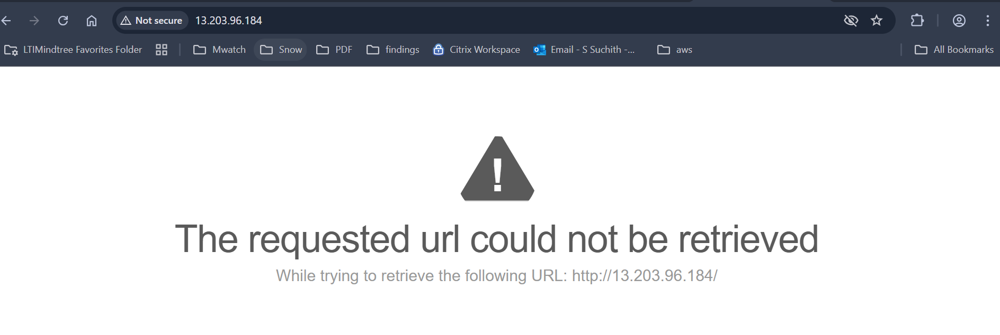 Not secure 13.203.96.184
LTIMindtree Favorites Folder Mwatch Snow PDF findings Citrix Workspace Email - S Suchith -... aws All Bookmarks
!
The requested url could not be retrieved
While trying to retrieve the following URL: http://13.203.96.184/